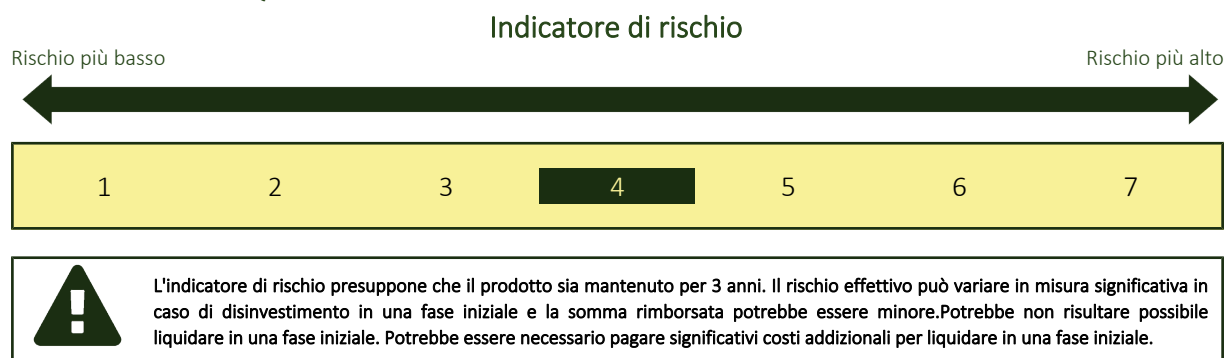 Indicatore di rischio
Rischio più basso Rischio più alto
1 2 3 4 5 6 7
L'indicatore di rischio presuppone che il prodotto sia mantenuto per 3 anni. Il rischio effettivo può variare in misura significativa in
caso di disinvestimento in una fase iniziale e la somma rimborsata potrebbe essere minore.Potrebbe non risultare possibile
liquidare in una fase iniziale. Potrebbe essere necessario pagare significativi costi addizionali per liquidare in una fase iniziale.